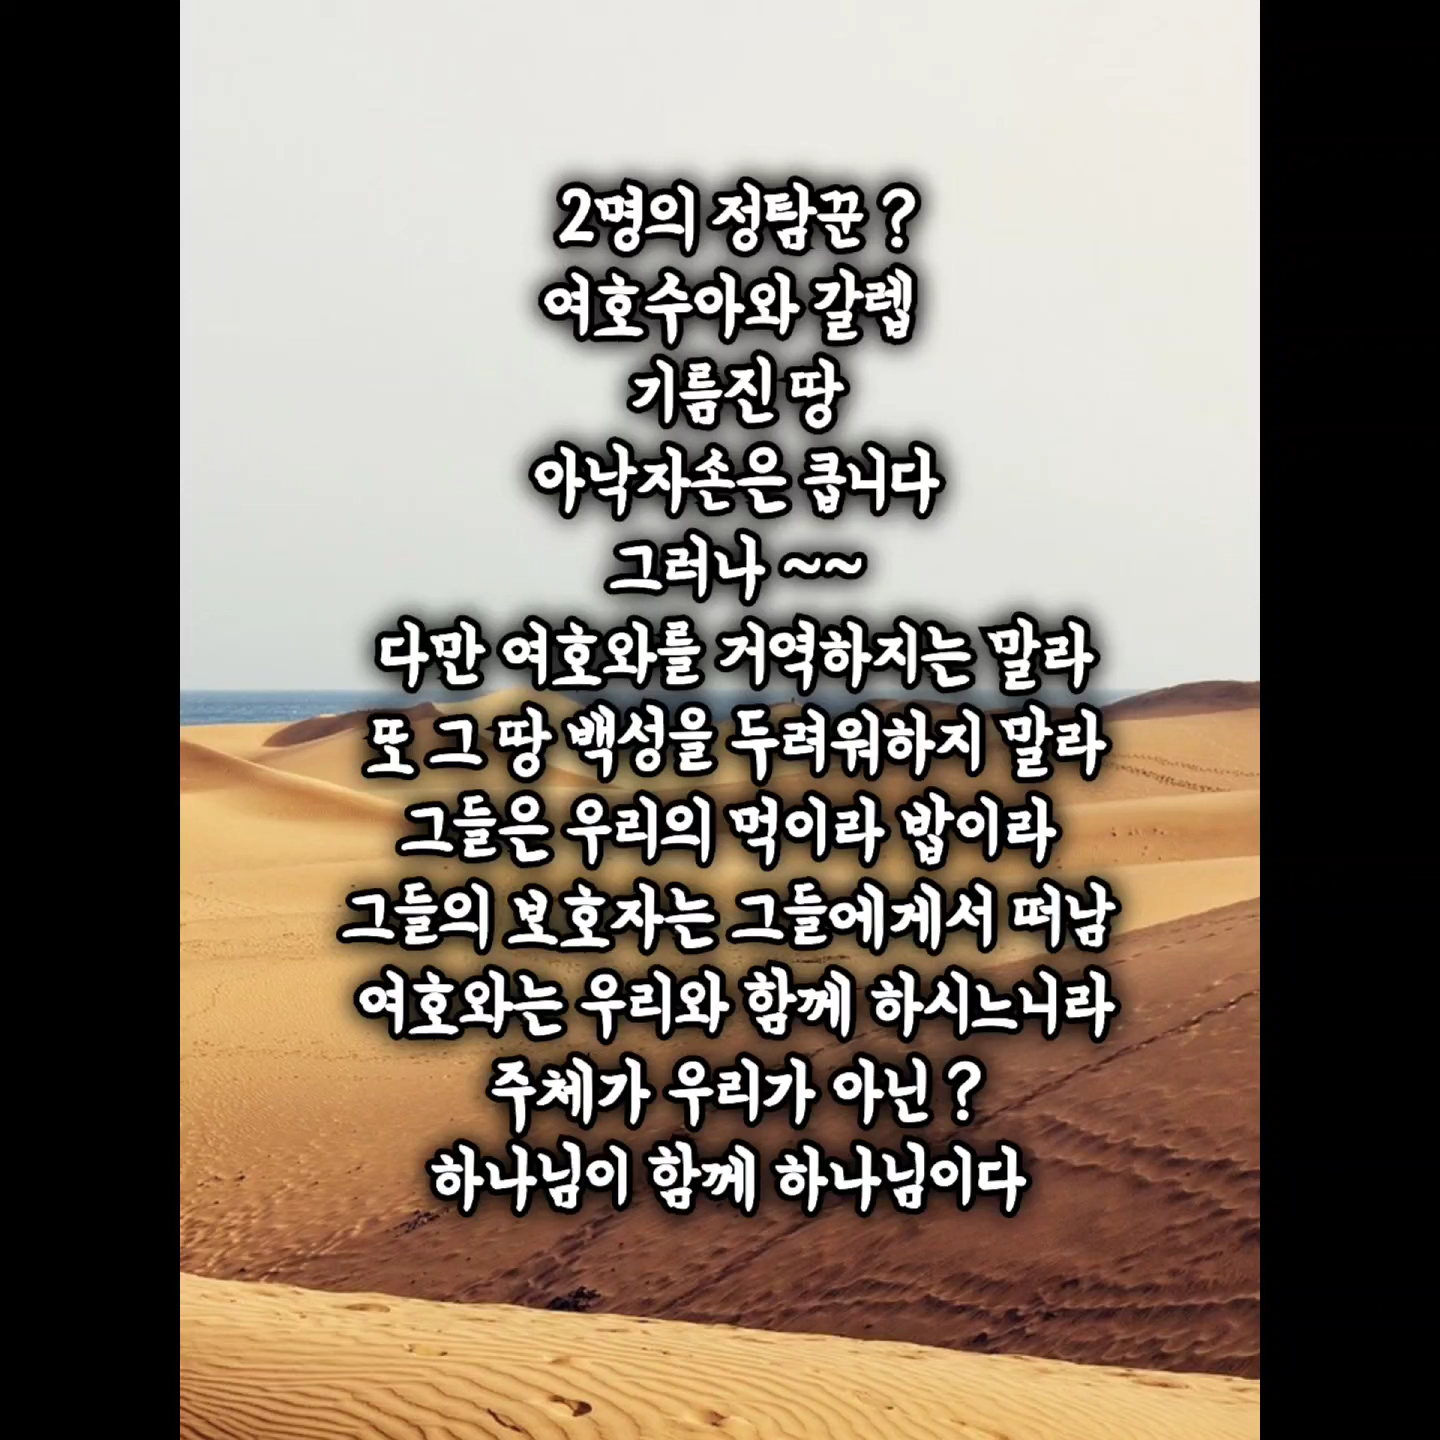 2명의 정탐꾼 ?
여호수아와 갈렙
기름진 땅
아낙자손은 큽니다
그러나 ~~
다만 여호와를 거역하지는 말라
또 그 땅 백성을 두려워하지 말라
그들은 우리의 먹이라 밥이라
그들의 보호자는 그들에게서 떠남
여호와는 우리와 함께 하시느니라
주체가 우리가 아닌 ?
하나님이 함께 하나님이다